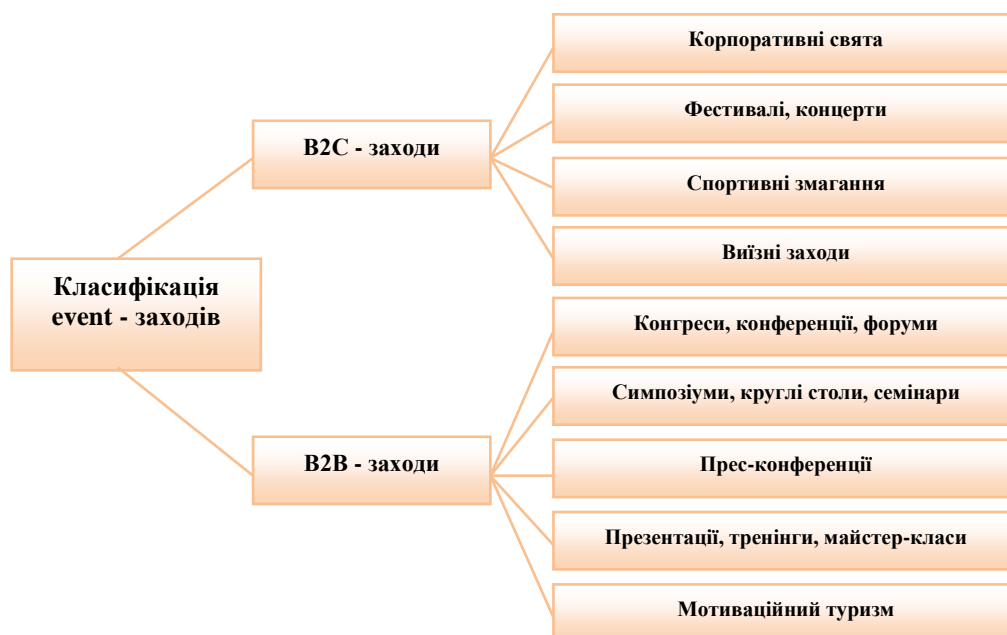 Класифікація
event - заходів
B2C - заходи
Корпоративні свята
Фестивалі, концерти
Спортивні змагання
Виїзні заходи
B2B - заходи
Конгреси, конференції, форуми
Симпозіуми, круглі столи, семінари
Прес-конференції
Презентації, тренінги, майстер-класи
Мотиваційний туризм